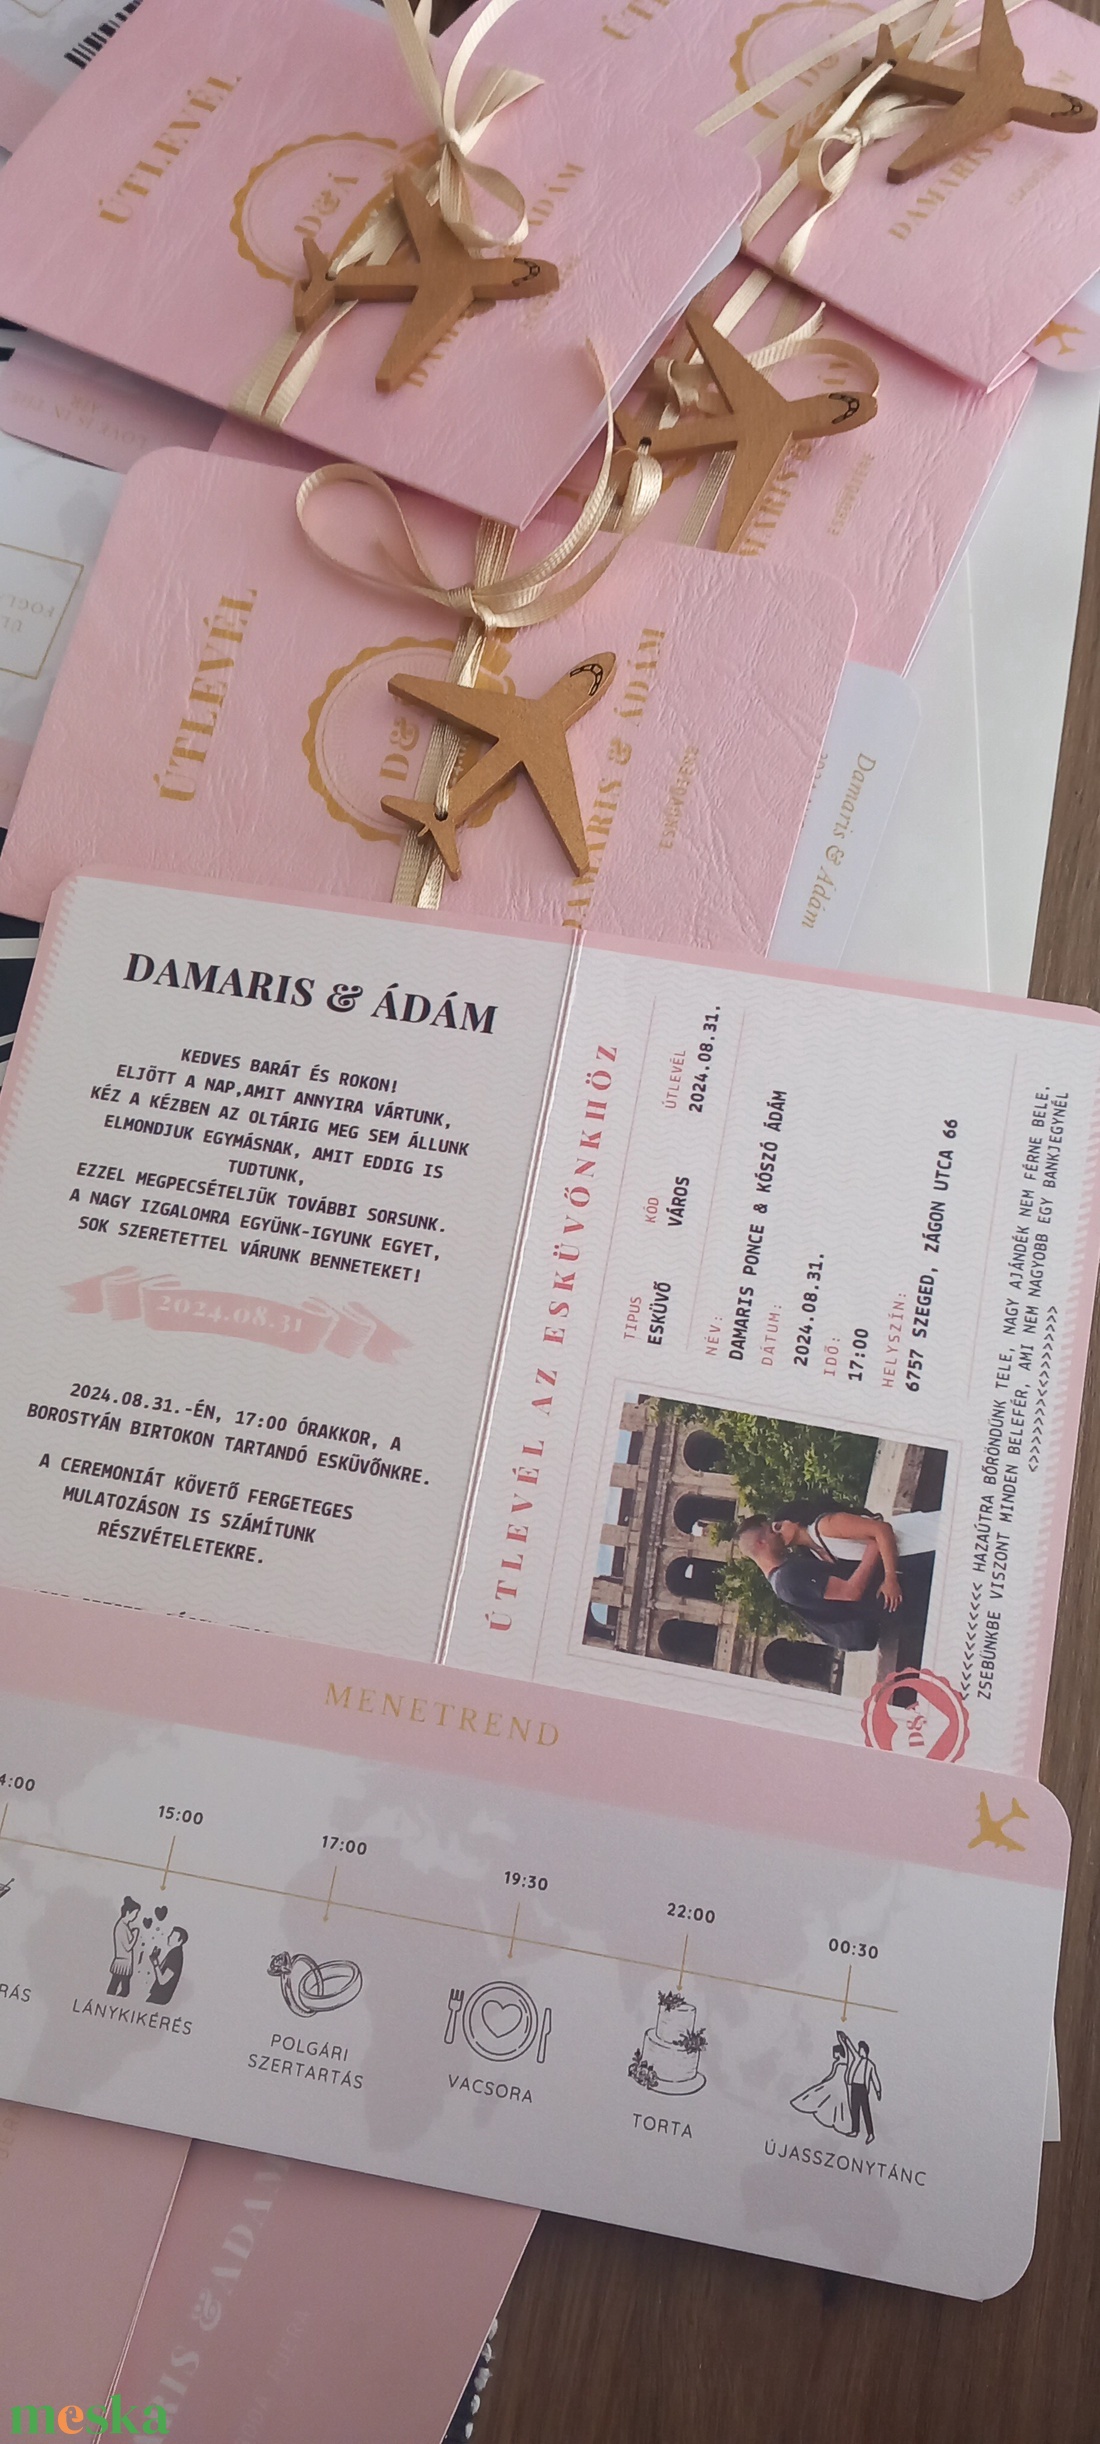 ÚTLEVÉL
D&Á
DAMARIS
ÚTLEVÉL
D&
DAMARIS & ÁDÁM
ESKÜVŐJÉRE
Damaris & Ádám
DAMARIS & ÁDÁM
KEDVES BARÁT ÉS ROKON!
ELJÖTT A NAP,AMIT ANNYIRA VÁRTUNK,
KÉZ A KÉZBEN AZ OLTÁRIG MEG SEM ÁLLUNK
ELMONDJUK EGYMÁSNAK, AMIT EDDIG IS
TUDTUNK,
EZZEL MEGPECSÉTELJÜK TOVÁBBI SORSUNK.
A NAGY IZGALOMRA EGYÜNK-IGYUNK EGYET,
SOK SZERETETTEL VÁRUNK BENNETEKET!
2024.08.31
2024.08.31.-ÉN, 17:00 ÓRAKKOR, A
BOROSTYÁN BIRTOKON TARTANDÓ ESKÜVŐNKRE.
A CEREMONIÁT KÖVETŐ FERGETEGES
MULATOZÁSON IS SZÁMÍTUNK
RÉSZVÉTELETEKRE.
ÚTLEVÉL AZ ESKÜVŐNKHÖZ
TIPUS KÓD ÚTLEVÉL
ESKÜVŐ VÁROS 2024.08.31.
NÉV:
DAMARIS PONCE & KÓSZÓ ÁDÁM
DÁTUM:
2024.08.31.
IDŐ:
17:00
HELYSZÍN:
6757 SZEGED, ZÁGON UTCA 66
<<<<<<<<<< HAZAÚTRA BŐRÖNDÜNK TELE, NAGY AJÁNDÉK NEM FÉRNE BELE,
ZSEBÜNKBE VISZONT MINDEN BELEFÉR, AMI NEM NAGYOBB EGY BANKJEGYNÉL
<>>>>>>>><<>>>>>>>>>
D&A
MENETREND
4:00 15:00 17:00 19:30 22:00 00:30
LÁNYKIKÉRÉS
POLGÁRI
SZERTARTÁS
VACSORA
TORTA
ÚJASSZONYTÁNC
meska